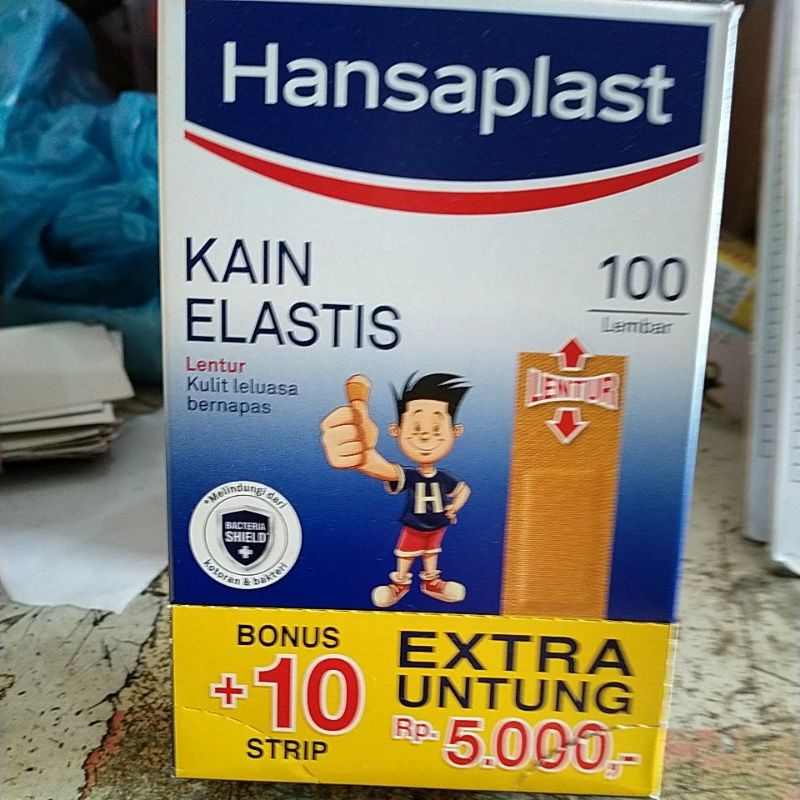 Hansaplast
KAIN
ELASTIS
Lentur
Kulit leluasa
bernapas
100
Lembar
LENTUR
H
*Melindungi dari
BACTERIA
SHIELD
kotoran & bakteri
BONUS
+10
STRIP
EXTRA
UNTUNG
Rp. 5.000,-